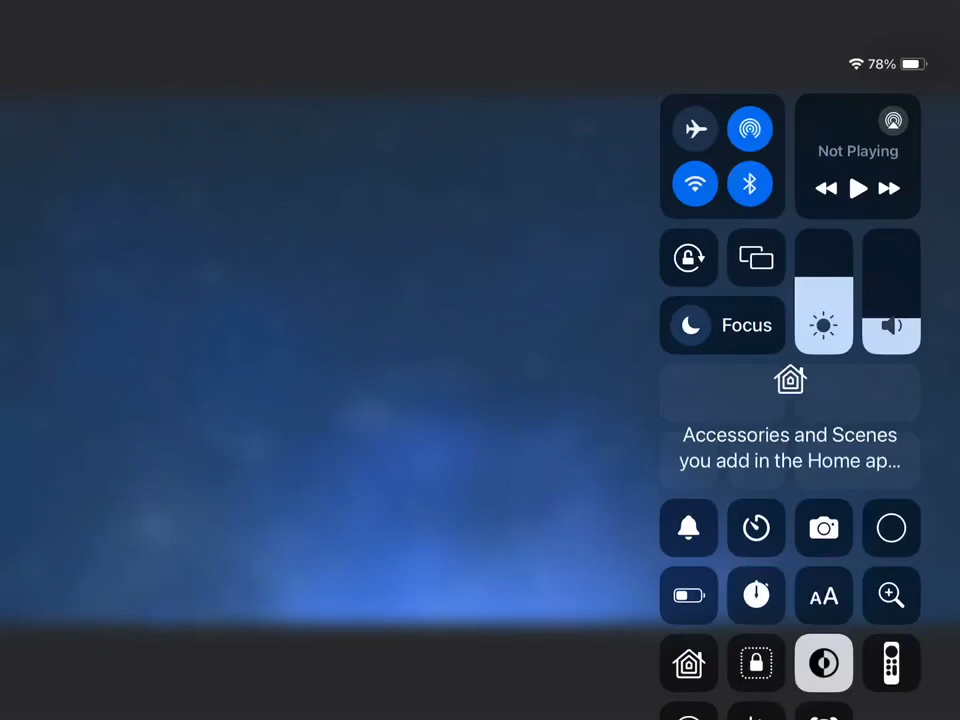 78%
Not Playing
Focus
Accessories and Scenes
you add in the Home ap...
AA